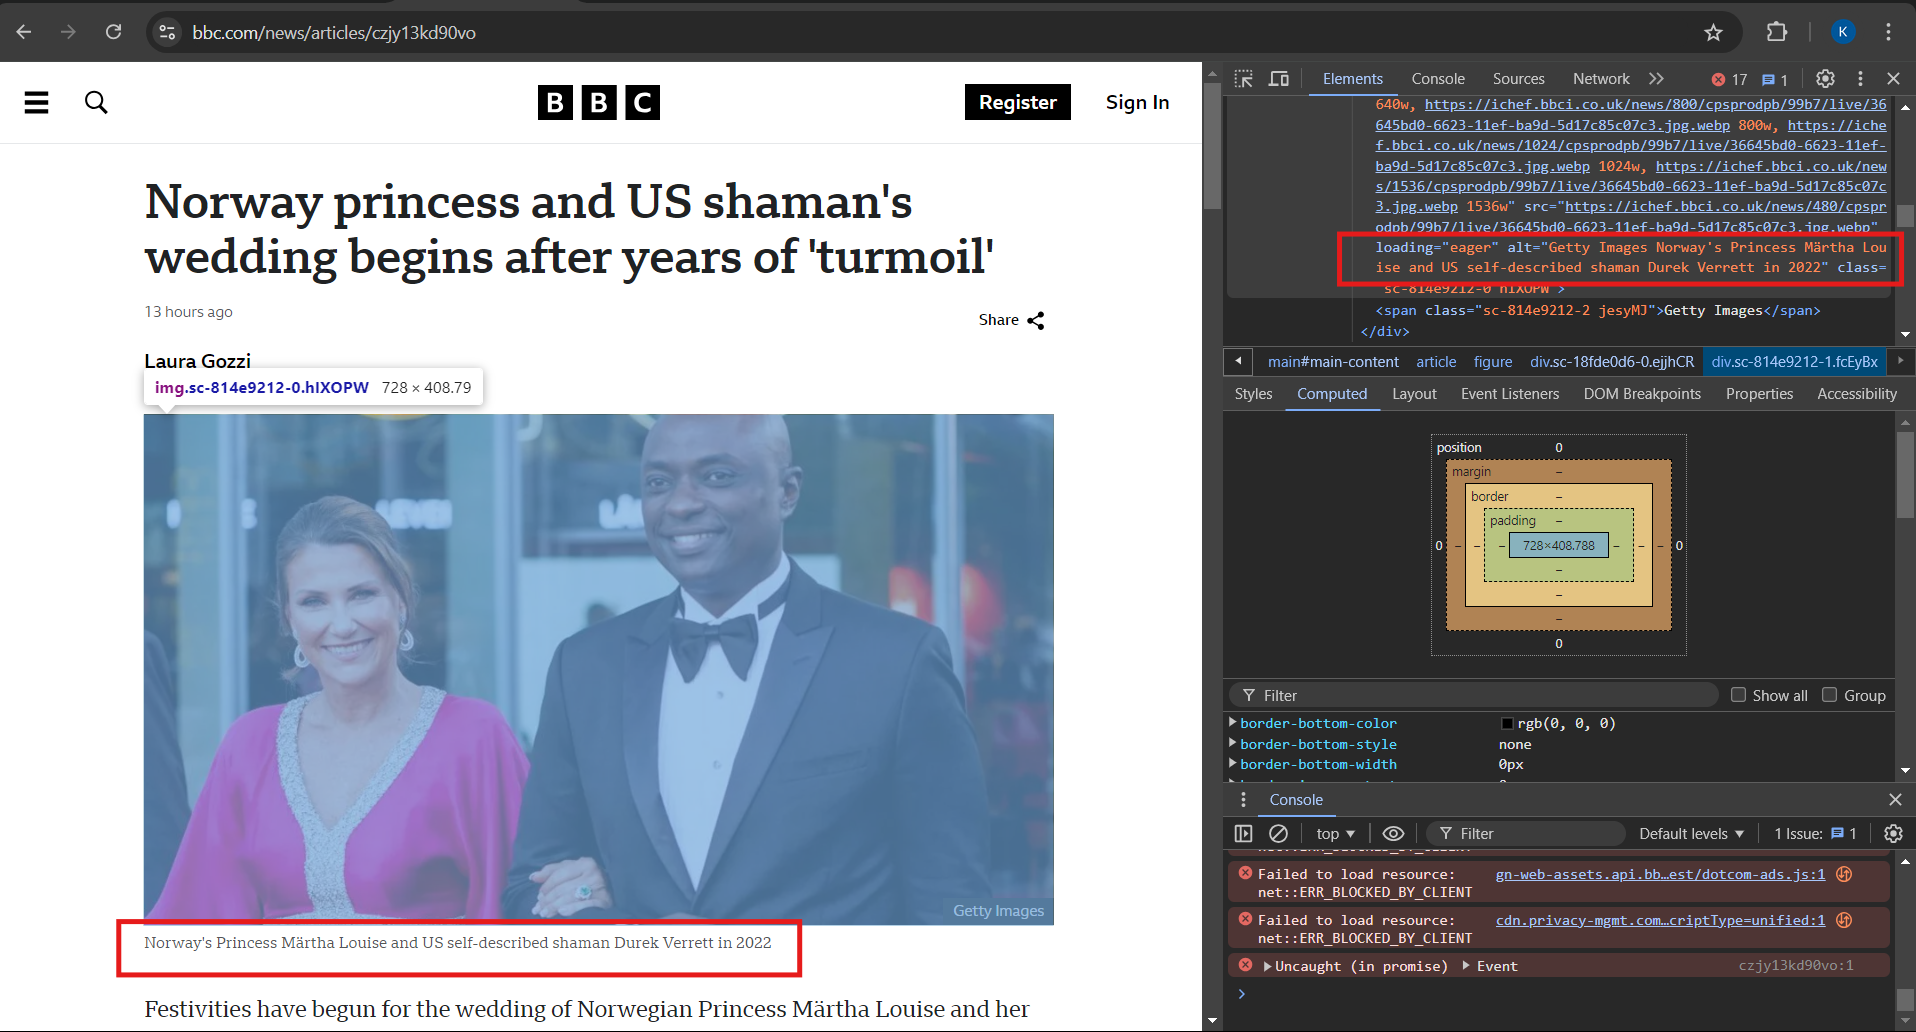 bbc.com/news/articles/czjy13kd90vo
K
BBC
Register
Sign In
Norway princess and US shaman's
wedding begins after years of 'turmoil'
13 hours ago
Share
Laura Gozzi
img.sc-814e9212-0.hIXOPW 728 × 408.79
Getty Images
Norway's Princess Märtha Louise and US self-described shaman Durek Verrett in 2022
Festivities have begun for the wedding of Norwegian Princess Märtha Louise and her
Elements Console Sources Network 17 1
640w, https://ichef.bbci.co.uk/news/800/cpsprodpb/99b7/live/36
645bd0-6623-11ef-ba9d-5d17c85c07c3.jpg.webp 800w, https://iche
f.bbci.co.uk/news/1024/cpsprodpb/99b7/live/36645bd0-6623-11ef-
ba9d-5d17c85c07c3.jpg.webp 1024w, https://ichef.bbci.co.uk/new
s/1536/cpsprodpb/99b7/live/36645bd0-6623-11ef-ba9d-5d17c85c07c
3.jpg.webp 1536w" src="https://ichef.bbci.co.uk/news/480/cpspr
odpb/99b7/live/36645bd0-6623-11ef-ba9d-5d17c85c07c3.jpg.webp"
loading="eager" alt="Getty Images Norway's Princess Märtha Lou
ise and US self-described shaman Durek Verrett in 2022" class=
"sc-814e9212-0 hIXOPW">
<span class="sc-814e9212-2 jesyMJ">Getty Images</span>
</div>
main#main-content article figure div.sc-18fde0d6-0.ejjhCR div.sc-814e9212-1.fcEyBx
Styles Computed Layout Event Listeners DOM Breakpoints Properties Accessibility
position 0
margin –
border –
padding –
0 – – – 728×408.788 – – – 0
–
–
–
0
Filter Show all Group
border-bottom-color rgb(0, 0, 0)
border-bottom-style none
border-bottom-width 0px
Console
top Filter Default levels 1 Issue: 1
net::ERR_BLOCKED_BY_CLIENT
Failed to load resource: gn-web-assets.api.bb…est/dotcom-ads.js:1
net::ERR_BLOCKED_BY_CLIENT
Failed to load resource: cdn.privacy-mgmt.com…criptType=unified:1
net::ERR_BLOCKED_BY_CLIENT
Uncaught (in promise) Event czjy13kd90vo:1